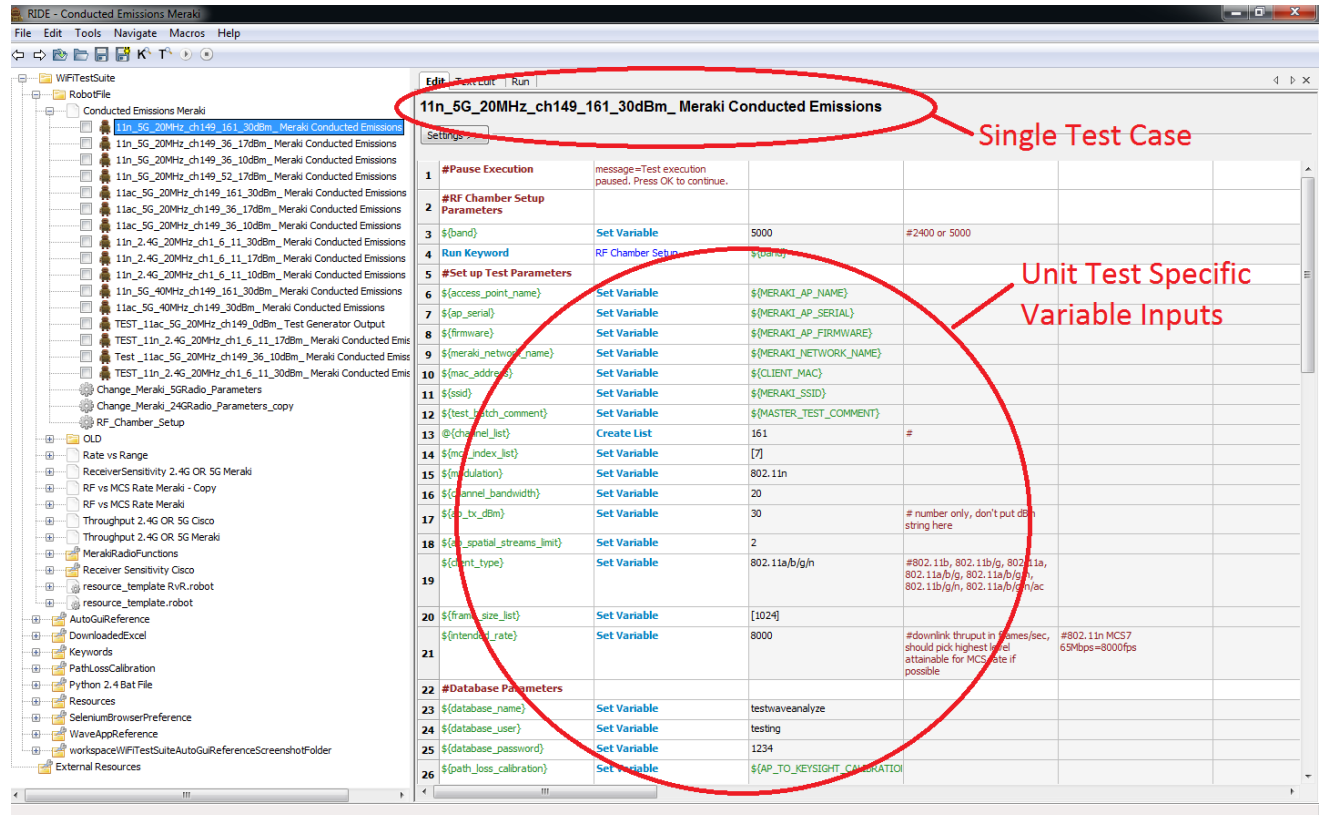 RIDE - Conducted Emissions Meraki
File Edit Tools Navigate Macros Help
WiFiTestSuite
RobotFile
Conducted Emissions Meraki
11n_5G_20MHz_ch149_161_30dBm_ Meraki Conducted Emissions
11n_5G_20MHz_ch149_36_17dBm_ Meraki Conducted Emissions
11n_5G_20MHz_ch149_36_10dBm_ Meraki Conducted Emissions
11n_5G_20MHz_ch149_52_17dBm_ Meraki Conducted Emissions
11ac_5G_20MHz_ch149_161_30dBm_ Meraki Conducted Emissions
11ac_5G_20MHz_ch149_36_17dBm_ Meraki Conducted Emissions
11ac_5G_20MHz_ch149_36_10dBm_ Meraki Conducted Emissions
11n_2.4G_20MHz_ch1_6_11_30dBm_ Meraki Conducted Emissions
11n_2.4G_20MHz_ch1_6_11_17dBm_ Meraki Conducted Emissions
11n_2.4G_20MHz_ch1_6_11_10dBm_ Meraki Conducted Emissions
11n_5G_40MHz_ch149_161_30dBm_ Meraki Conducted Emissions
11ac_5G_40MHz_ch149_30dBm_ Meraki Conducted Emissions
TEST_11ac_5G_20MHz_ch149_0dBm_ Test Generator Output
TEST_11n_2.4G_20MHz_ch1_6_11_17dBm_ Meraki Conducted Emis
Test _11ac_5G_20MHz_ch149_36_10dBm_ Meraki Conducted Emiss
TEST_11n_2.4G_20MHz_ch1_6_11_30dBm_ Meraki Conducted Emis
Change_Meraki_5GRadio_Parameters
Change_Meraki_24GRadio_Parameters_copy
RF_Chamber_Setup
OLD
Rate vs Range
ReceiverSensitivity 2.4G OR 5G Meraki
RF vs MCS Rate Meraki - Copy
RF vs MCS Rate Meraki
Throughput 2.4G OR 5G Cisco
Throughput 2.4G OR 5G Meraki
MerakiRadioFunctions
Receiver Sensitivity Cisco
resource_template RvR.robot
resource_template.robot
AutoGuiReference
DownloadedExcel
Keywords
PathLossCalibration
Python 2.4 Bat File
Resources
SeleniumBrowserPreference
WaveAppReference
workspaceWiFiTestSuiteAutoGuiReferenceScreenshotFolder
External Resources
Edit Text Edit Run
11n_5G_20MHz_ch149_161_30dBm_ Meraki Conducted Emissions
Settings >>
Single Test Case
1 #Pause Execution message=Test execution paused. Press OK to continue.
2 #RF Chamber Setup Parameters
3 ${band} Set Variable 5000 #2400 or 5000
4 Run Keyword RF Chamber Setup ${band}
5 #Set up Test Parameters
6 ${access_point_name} Set Variable ${MERAKI_AP_NAME}
7 ${ap_serial} Set Variable ${MERAKI_AP_SERIAL}
8 ${firmware} Set Variable ${MERAKI_AP_FIRMWARE}
9 ${meraki_network_name} Set Variable ${MERAKI_NETWORK_NAME}
10 ${mac_address} Set Variable ${CLIENT_MAC}
11 ${ssid} Set Variable ${MERAKI_SSID}
12 ${test_batch_comment} Set Variable ${MASTER_TEST_COMMENT}
13 @{channel_list} Create List 161 #
14 ${mcs_index_list} Set Variable [7]
15 ${modulation} Set Variable 802.11n
16 ${channel_bandwidth} Set Variable 20
17 ${ap_tx_dBm} Set Variable 30 # number only, don't put dBm string here
18 ${ap_spatial_streams_limit} Set Variable 2
19 ${client_type} Set Variable 802.11a/b/g/n #802.11b, 802.11b/g, 802.11a, 802.11a/b/g, 802.11a/b/g/n, 802.11b/g/n, 802.11a/b/g/n/ac
20 ${frame_size_list} Set Variable [1024]
21 ${intended_rate} Set Variable 8000 #downlink thruput in frames/sec, should pick highest level attainable for MCS rate if possible #802.11n MCS7 65Mbps=8000fps
22 #Database Parameters
23 ${database_name} Set Variable testwaveanalyze
24 ${database_user} Set Variable testing
25 ${database_password} Set Variable 1234
26 ${path_loss_calibration} Set Variable ${AP_TO_KEYSIGHT_CALIBRATIO
Unit Test Specific
Variable Inputs